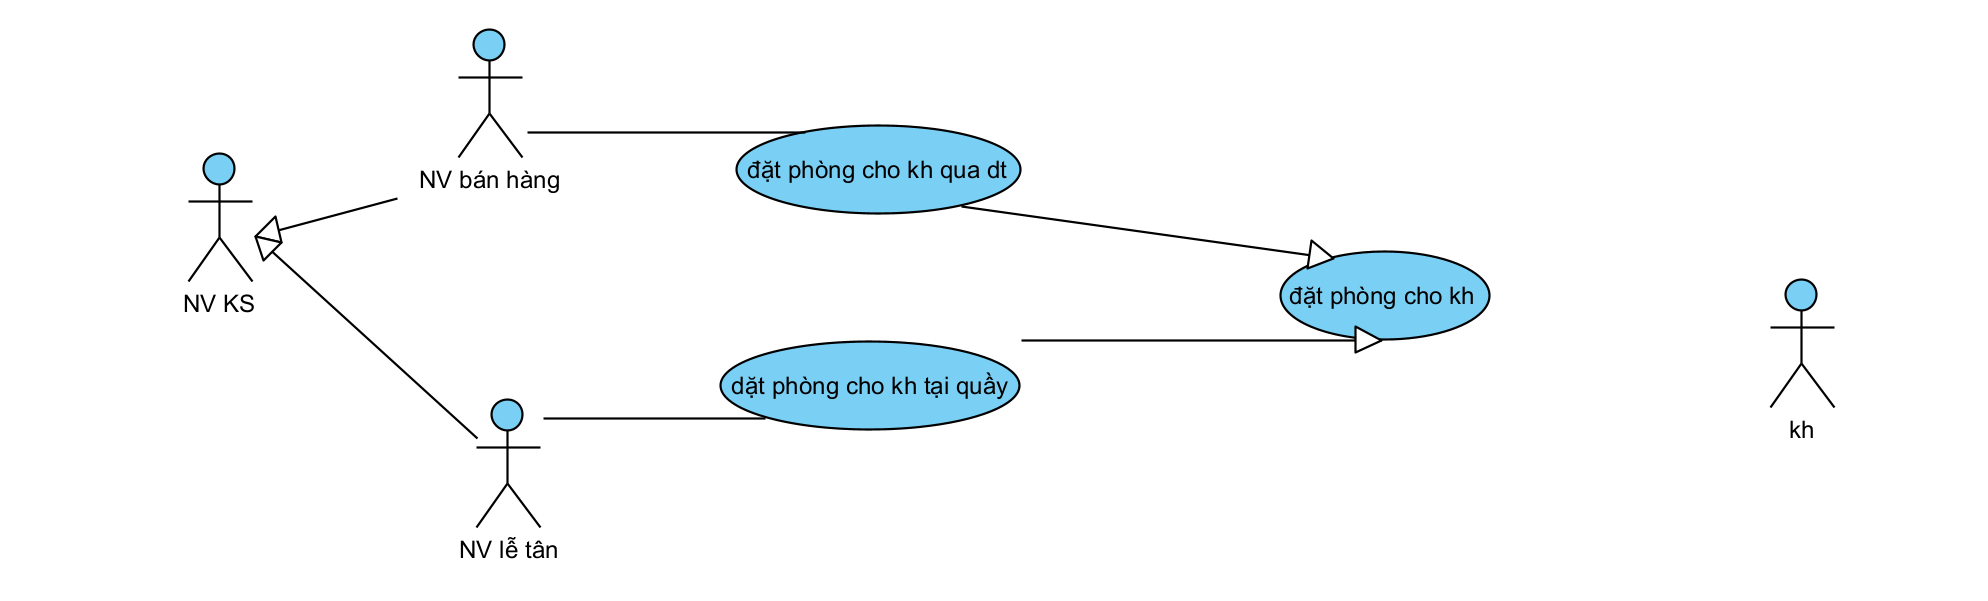 NV bán hàng
đặt phòng cho kh qua dt
NV KS
đặt phòng cho kh
dặt phòng cho kh tại quầy
kh
NV lễ tân